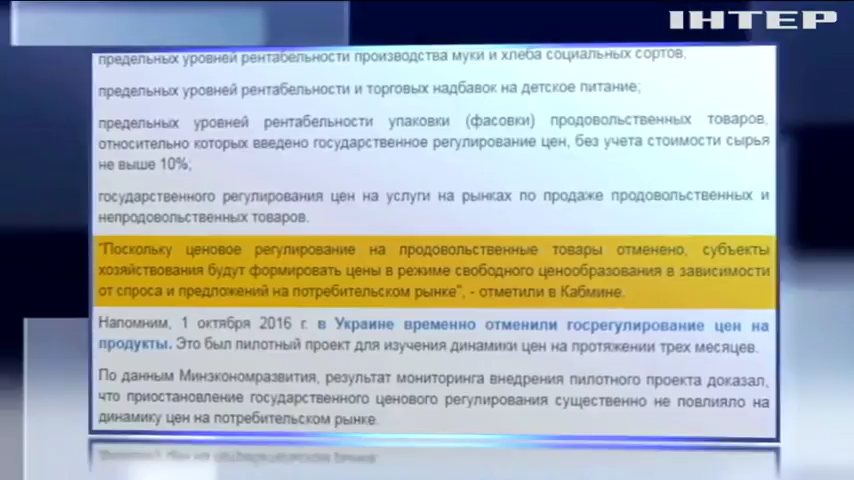 ІНТЕР
предельных уровней рентабельности производства муки и хлеба социальных сортов,
предельных уровней рентабельности и торговых надбавок на детское питание;
предельных уровней рентабельности упаковки (фасовки) продовольственных товаров,
относительно которых введено государственное регулирование цен, без учета стоимости сырья
не выше 10%;
государственного регулирования цен на услуги на рынках по продаже продовольственных и
непродовольственных товаров.
"Поскольку ценовое регулирование на продовольственные товары отменено, субъекты
хозяйствования будут формировать цены в режиме свободного ценообразования в зависимости
от спроса и предложений на потребительском рынке", - отметили в Кабмине.
Напомним, 1 октября 2016 г. в Украине временно отменили госрегулирование цен на
продукты. Это был пилотный проект для изучения динамики цен на протяжении трех месяцев.
По данным Минэкономразвития, результат мониторинга внедрения пилотного проекта доказал,
что приостановление государственного ценового регулирования существенно не повлияло на
динамику цен на потребительском рынке.